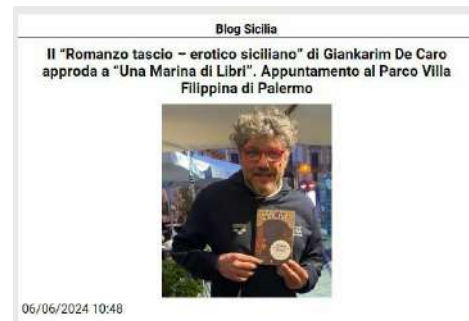 Blog Sicilia
Il “Romanzo tascio – erotico siciliano” di Giankarim De Caro
approda a “Una Marina di Libri”. Appuntamento al Parco Villa
Filippina di Palermo
06/06/2024 10:48